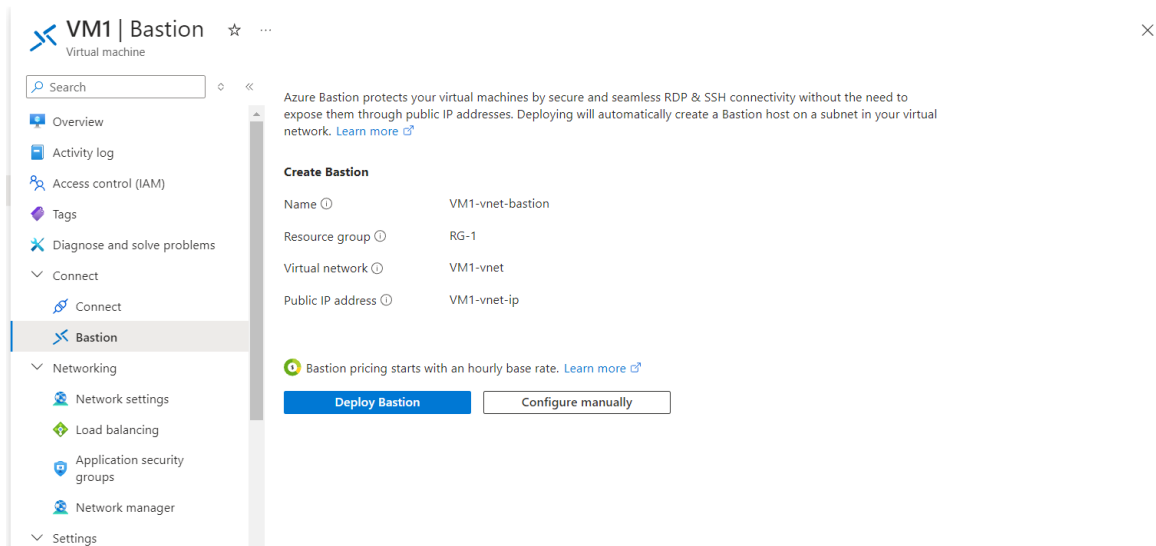 VM1 | Bastion
Virtual machine
Search
Overview
Activity log
Access control (IAM)
Tags
Diagnose and solve problems
Connect
Connect
Bastion
Networking
Network settings
Load balancing
Application security
groups
Network manager
Settings
Azure Bastion protects your virtual machines by secure and seamless RDP & SSH connectivity without the need to
expose them through public IP addresses. Deploying will automatically create a Bastion host on a subnet in your virtual
network. Learn more
Create Bastion
Name VM1-vnet-bastion
Resource group RG-1
Virtual network VM1-vnet
Public IP address VM1-vnet-ip
Bastion pricing starts with an hourly base rate. Learn more
Deploy Bastion Configure manually